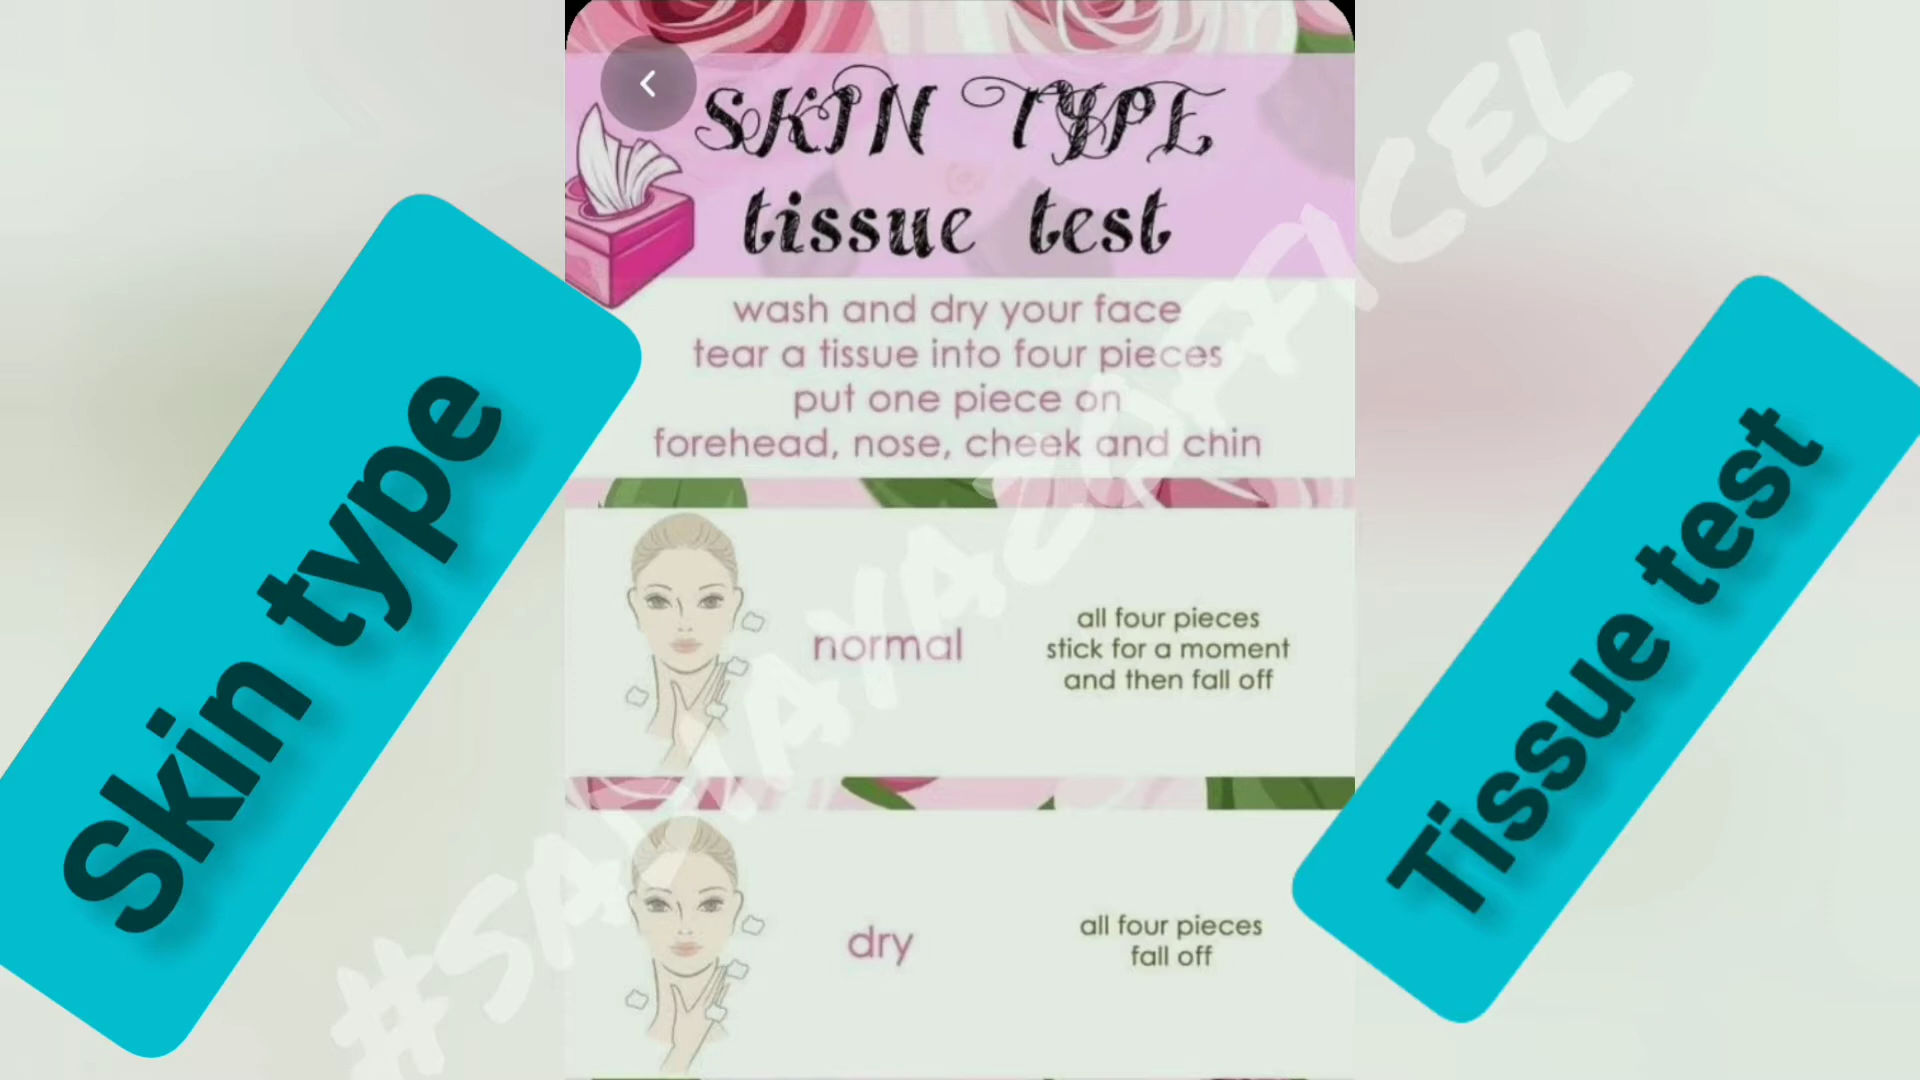 SKIN TYPE
tissue test
wash and dry your face
tear a tissue into four pieces
put one piece on
forehead, nose, cheek and chin
normal
all four pieces
stick for a moment
and then fall off
dry
all four pieces
fall off
Skin type
Tissue test